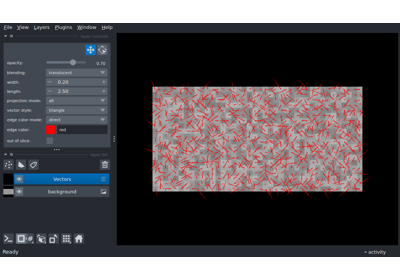 File View Layers Plugins Window Help
layer controls
opacity: 0.70
blending: translucent
width: 0.20
length: 2.50
projection mode: all
vector style: triangle
edge color mode: direct
edge color: red
out of slice:
layer list
Vectors
background
Ready
activity